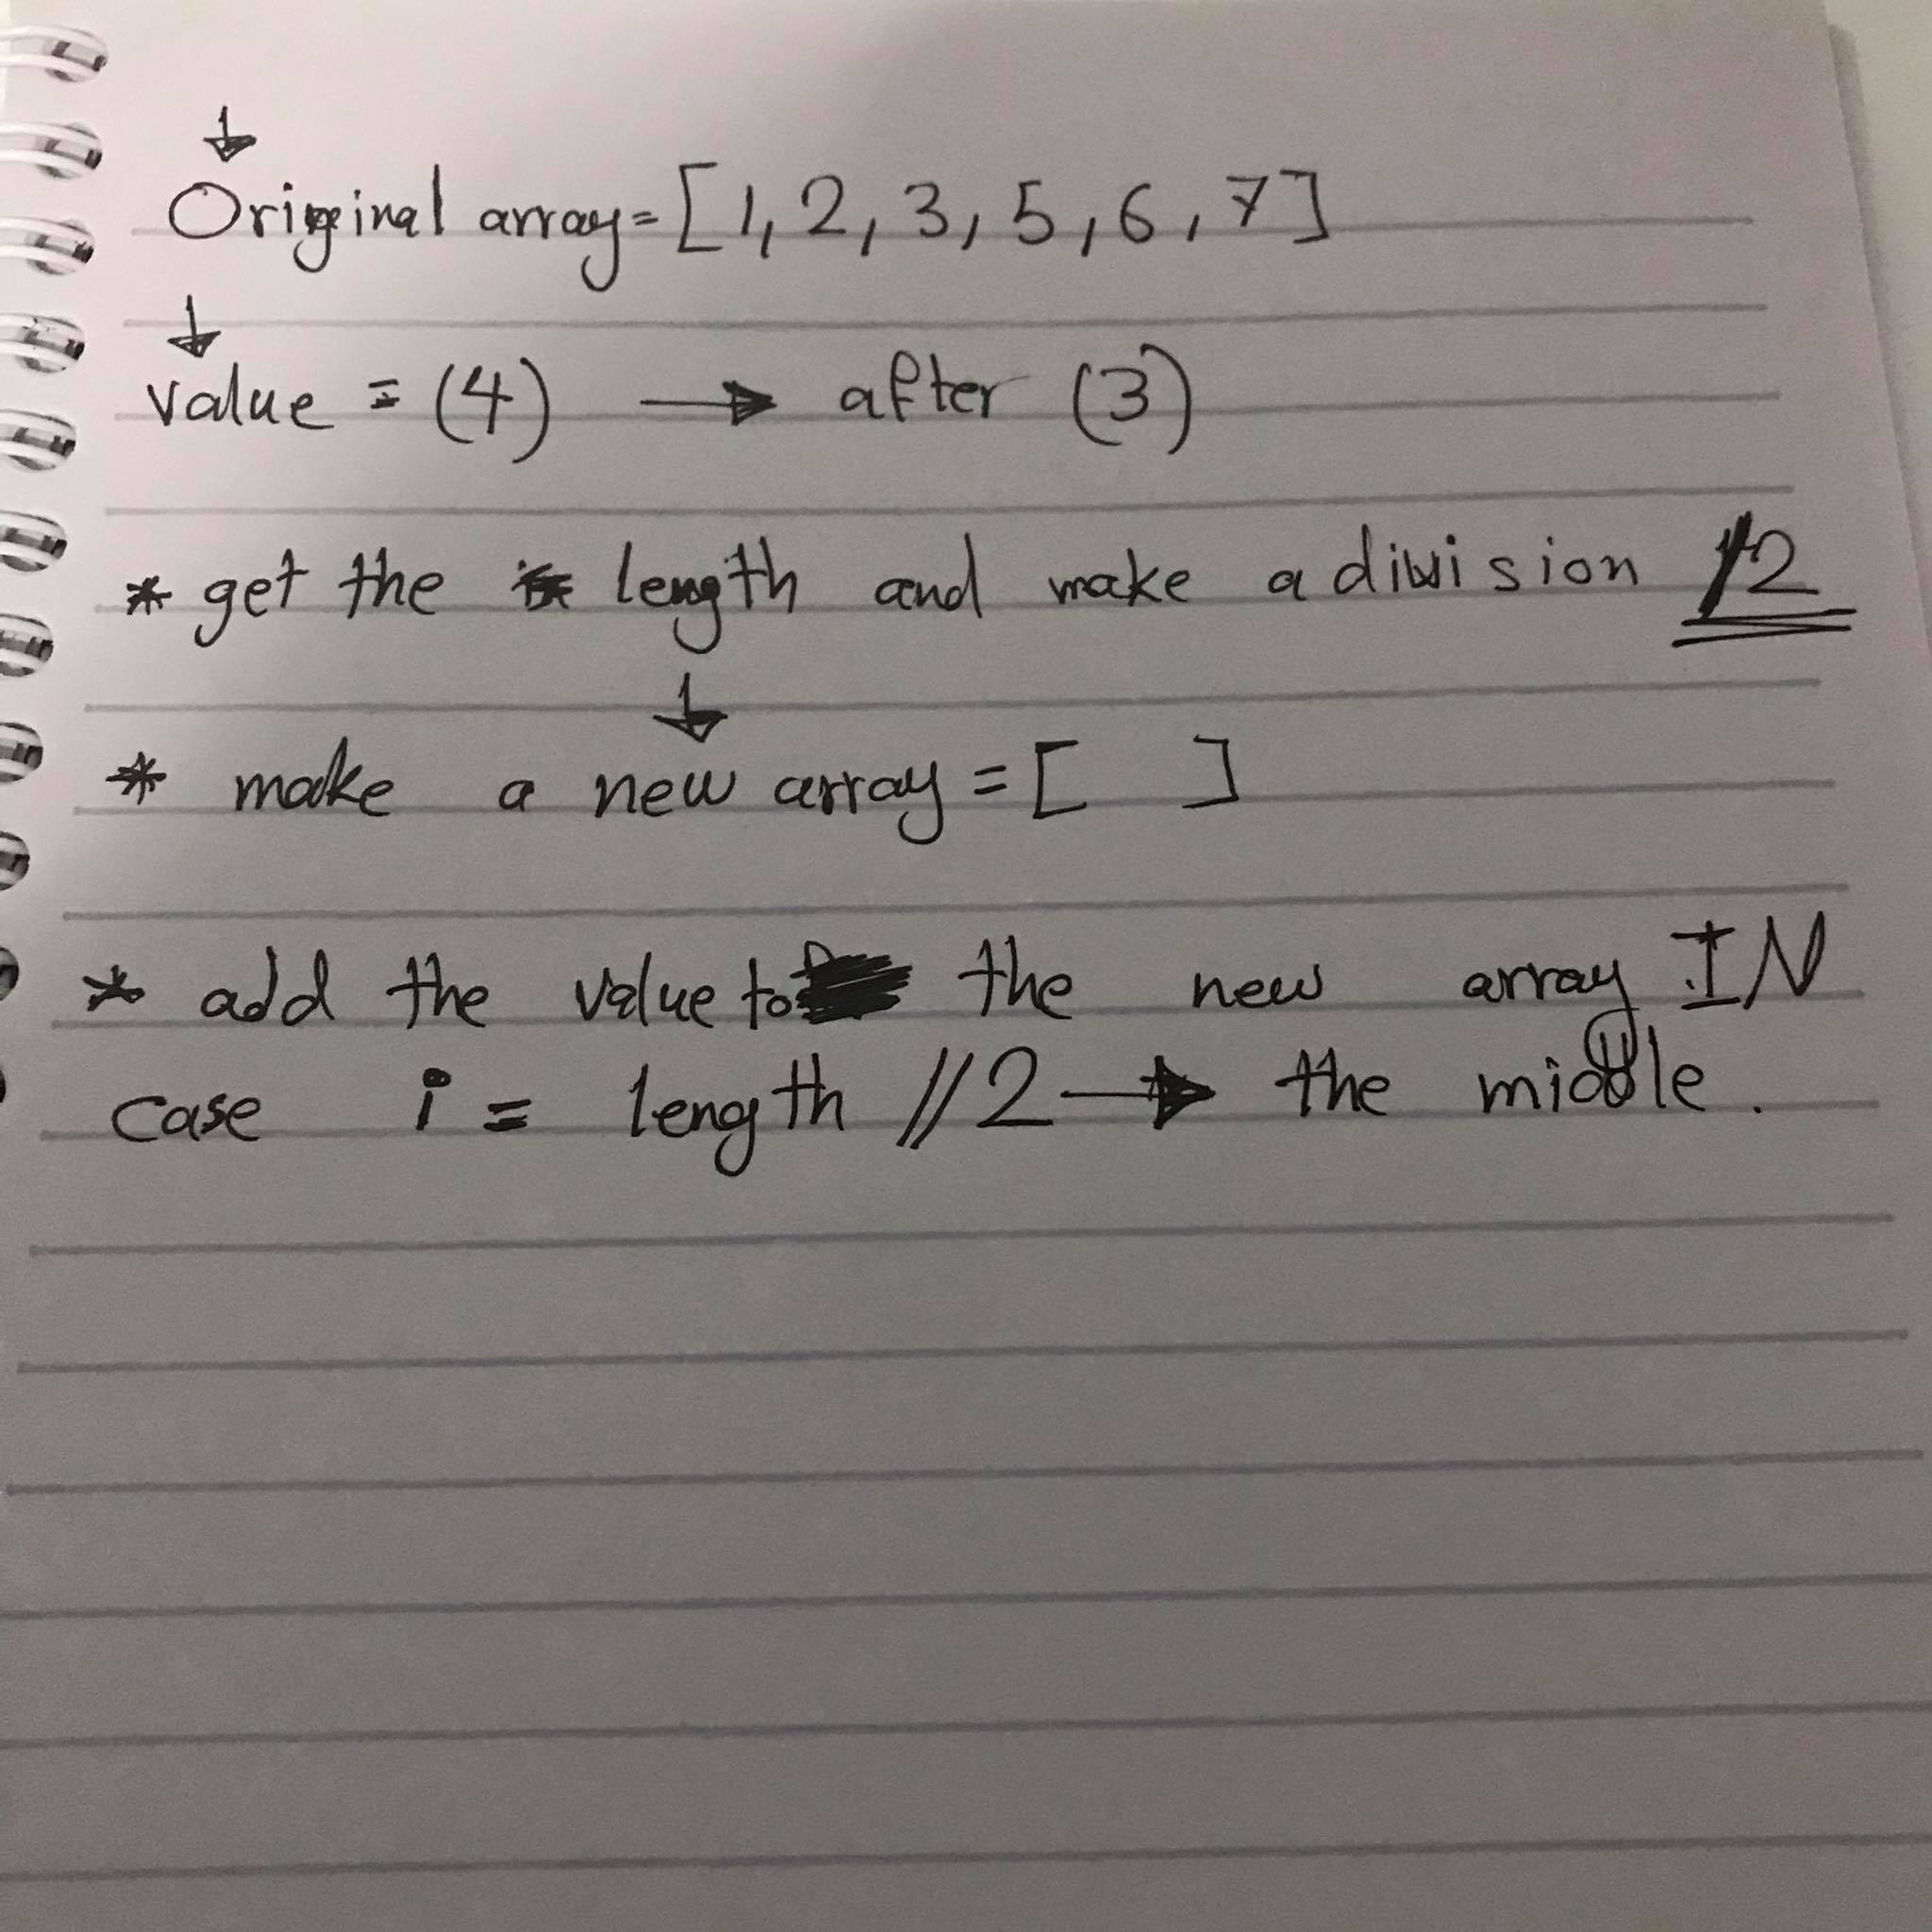 Original array= [1, 2, 3, 5, 6, 7]
value = (4) → after (3)
* get the length and make a division /2
* make a new array = [ ]
* add the value to the new array IN
case i = length //2 → the middle.